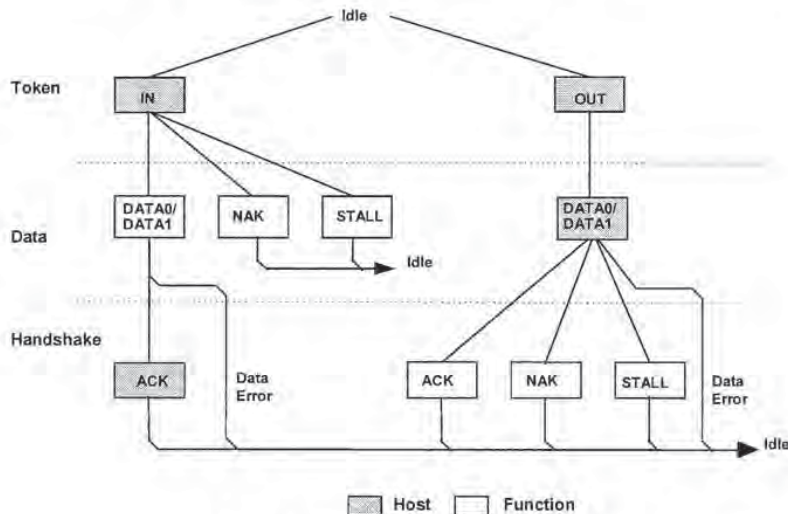 Idle
Token
IN
OUT
DATA0/
DATA1
NAK
STALL
DATA0/
DATA1
Data
Idle
Handshake
ACK
Data
Error
ACK
NAK
STALL
Data
Error
Idle
Host
Function